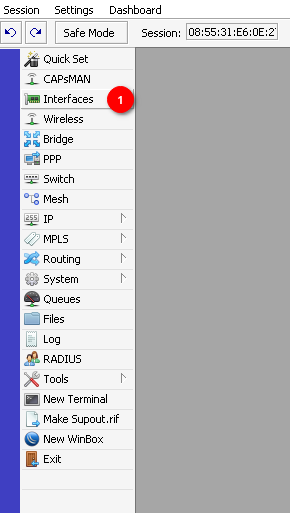 Session Settings Dashboard
Safe Mode Session: 08:55:31:E6:0E:2
Quick Set
CAPsMAN
Interfaces 1
Wireless
Bridge
PPP
Switch
Mesh
255 IP
MPLS
Routing
System
Queues
Files
Log
RADIUS
Tools
New Terminal
Make Supout.rif
New WinBox
Exit